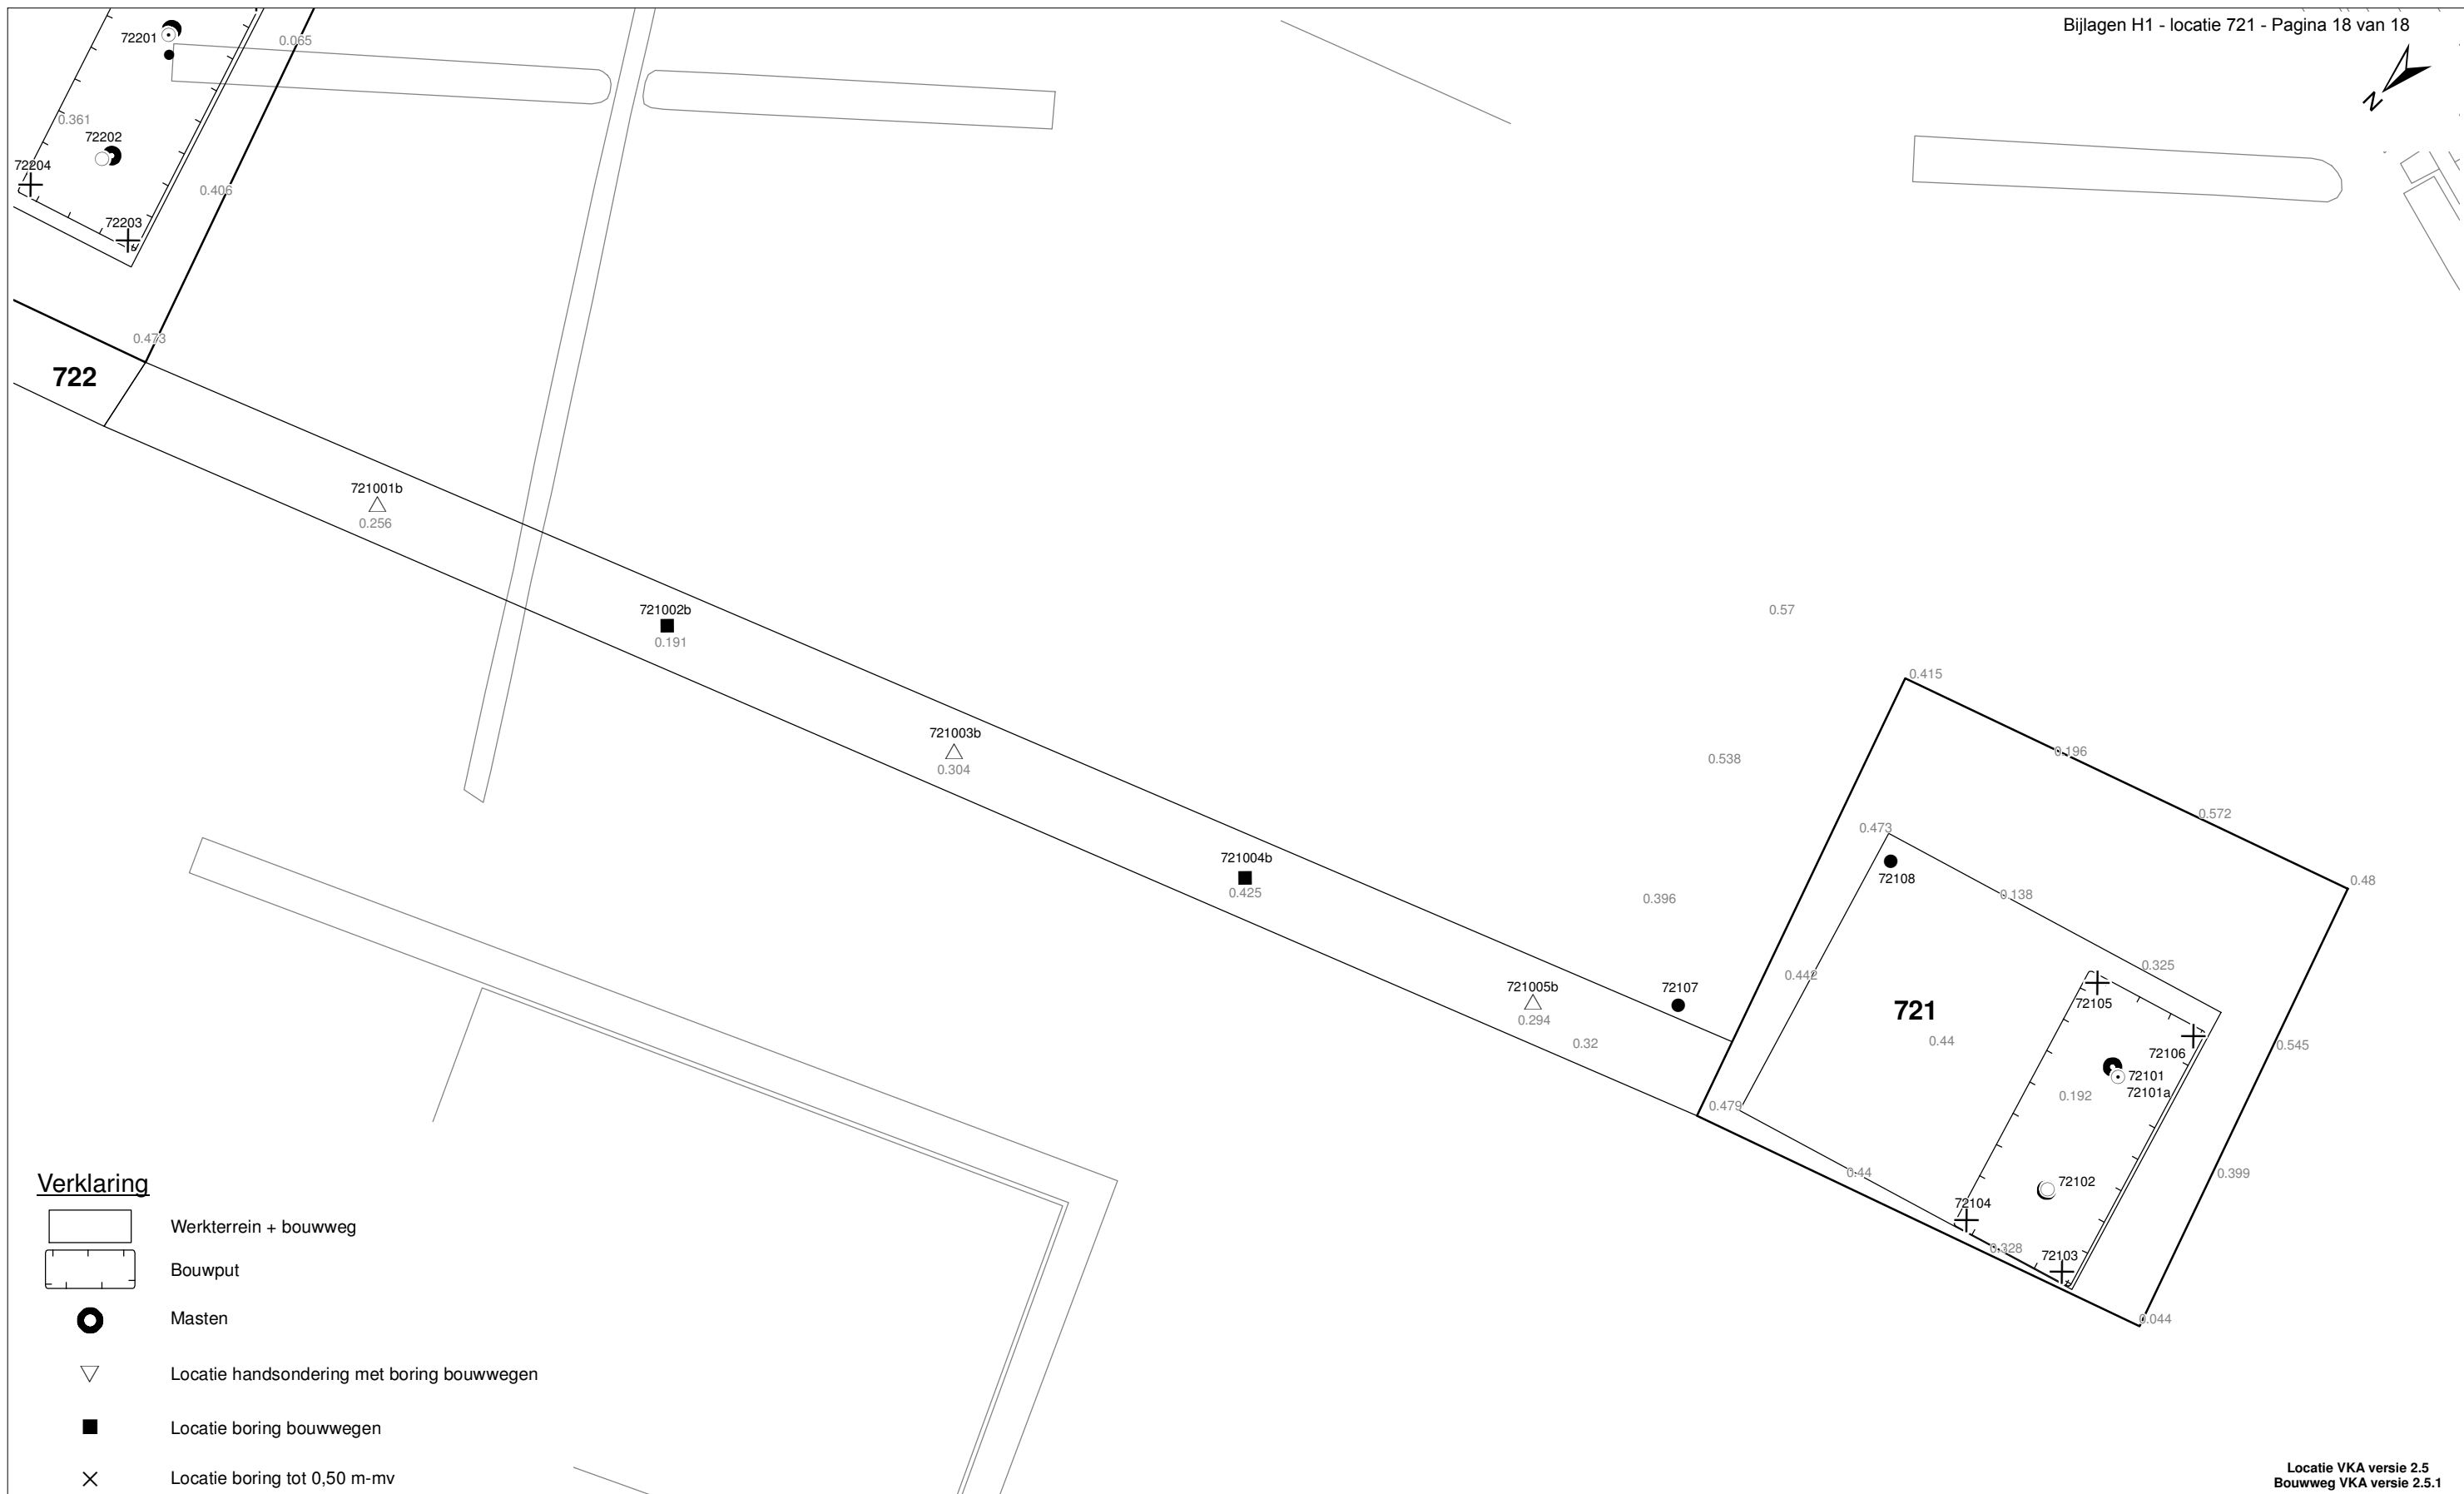 Bijlagen H1 - locatie 721 - Pagina 18 van 18
N
72201
0.065
0.361
72202
72204
0.406
72203
0.473
722
721001b
0.256
721002b
0.191
721003b
0.304
721004b
0.425
721005b
0.294
0.32
72107
0.57
0.538
0.396
0.415
0.196
0.572
0.48
0.473
72108
0.138
0.325
0.442
721
0.44
72105
72106
0.545
72101
72101a
0.192
0.479
0.44
72102
0.399
72104
0.328
72103
0.044
Verklaring
Werkterrein + bouwweg
Bouwput
Masten
Locatie handsondering met boring bouwwegen
Locatie boring bouwwegen
Locatie boring tot 0,50 m-mv
Locatie VKA versie 2.5
Bouwweg VKA versie 2.5.1